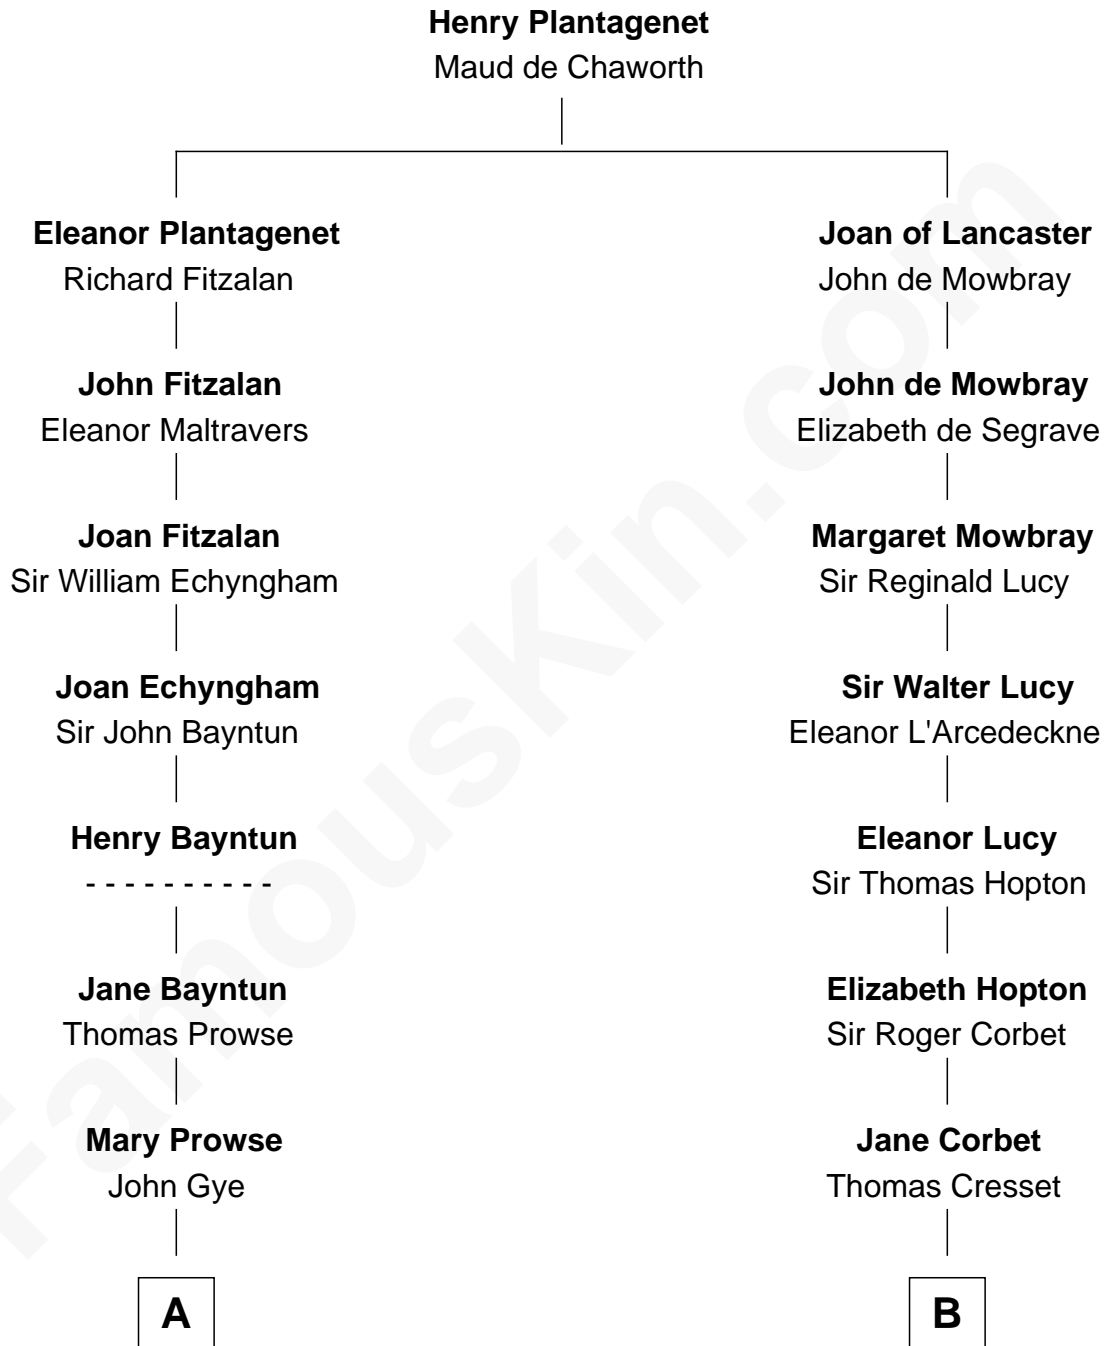 Henry Plantagenet
Maud de Chaworth
Eleanor Plantagenet
Richard Fitzalan
Joan of Lancaster
John de Mowbray
John Fitzalan
Eleanor Maltravers
John de Mowbray
Elizabeth de Segrave
Joan Fitzalan
Sir William Echyngham
Margaret Mowbray
Sir Reginald Lucy
Joan Echyngham
Sir John Bayntun
Sir Walter Lucy
Eleanor L'Arcedeckne
Henry Bayntun
- - - - - - - - - -
Eleanor Lucy
Sir Thomas Hopton
Jane Bayntun
Thomas Prowse
Elizabeth Hopton
Sir Roger Corbet
Mary Prowse
John Gye
Jane Corbet
Thomas Cresset
A
B
FamousKin.com